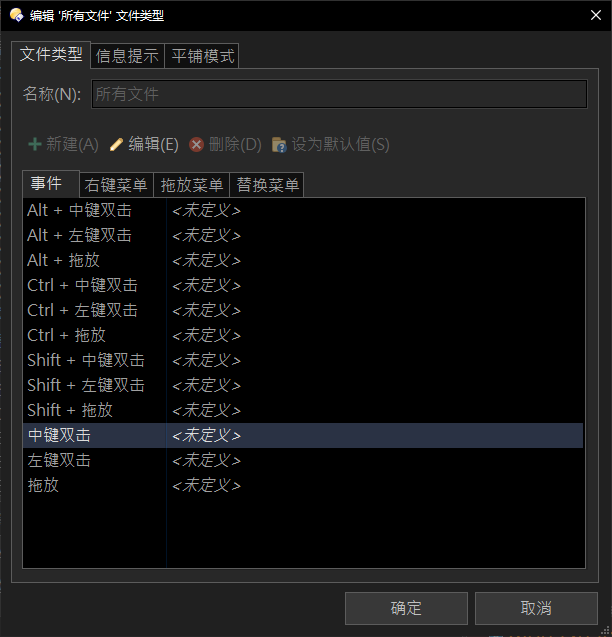 编辑 '所有文件' 文件类型
文件类型 信息提示 平铺模式
名称(N): 所有文件
新建(A) 编辑(E) 删除(D) 设为默认值(S)
事件 右键菜单 拖放菜单 替换菜单
Alt + 中键双击 <未定义>
Alt + 左键双击 <未定义>
Alt + 拖放 <未定义>
Ctrl + 中键双击 <未定义>
Ctrl + 左键双击 <未定义>
Ctrl + 拖放 <未定义>
Shift + 中键双击 <未定义>
Shift + 左键双击 <未定义>
Shift + 拖放 <未定义>
中键双击 <未定义>
左键双击 <未定义>
拖放 <未定义>
确定 取消